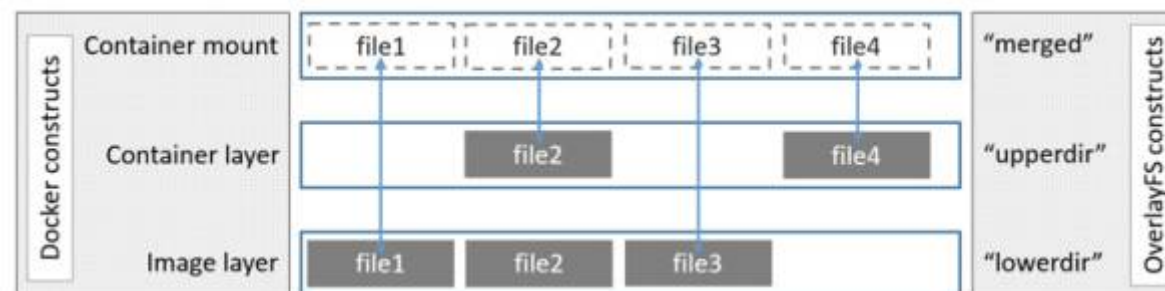 Docker constructs
Container mount
file1 file2 file3 file4
“merged”
Container layer
file2 file4
“upperdir”
Image layer
file1 file2 file3
“lowerdir”
OverlayFS constructs